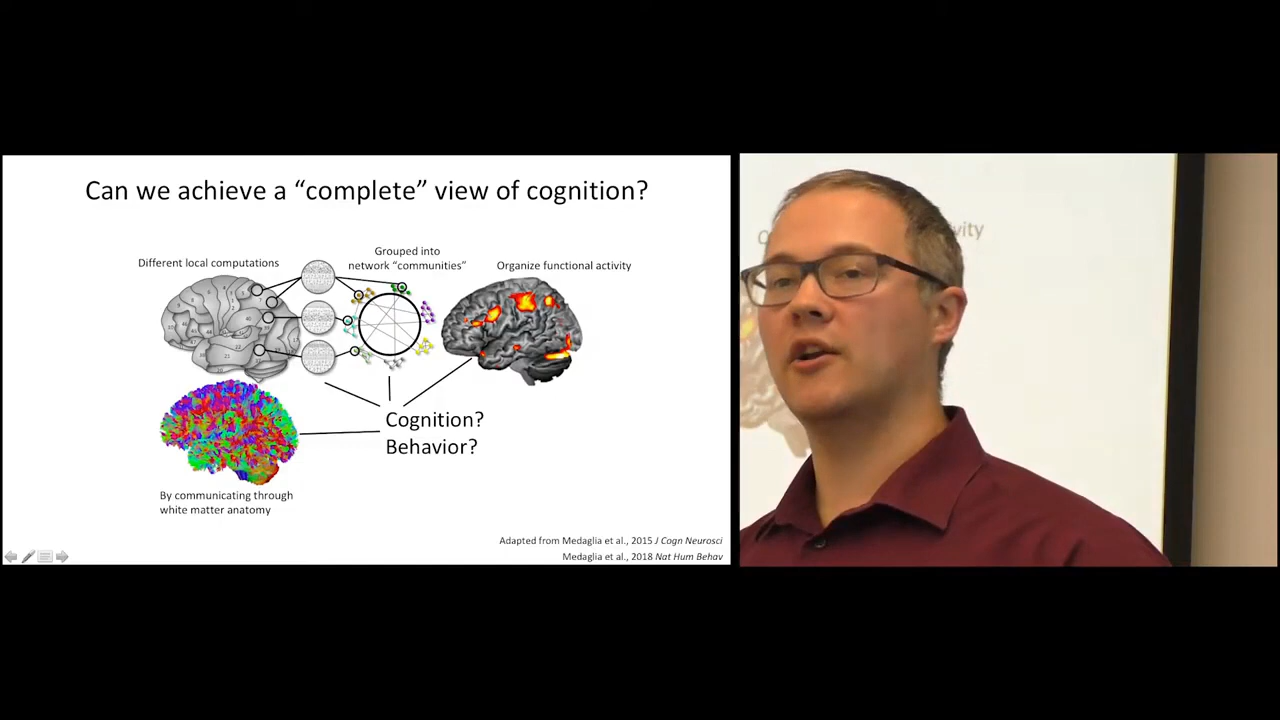 Can we achieve a “complete” view of cognition?
Different local computations
Grouped into
network “communities”
Organize functional activity
Cognition?
Behavior?
By communicating through
white matter anatomy
Adapted from Medaglia et al., 2015 J Cogn Neurosci
Medaglia et al., 2018 Nat Hum Behav